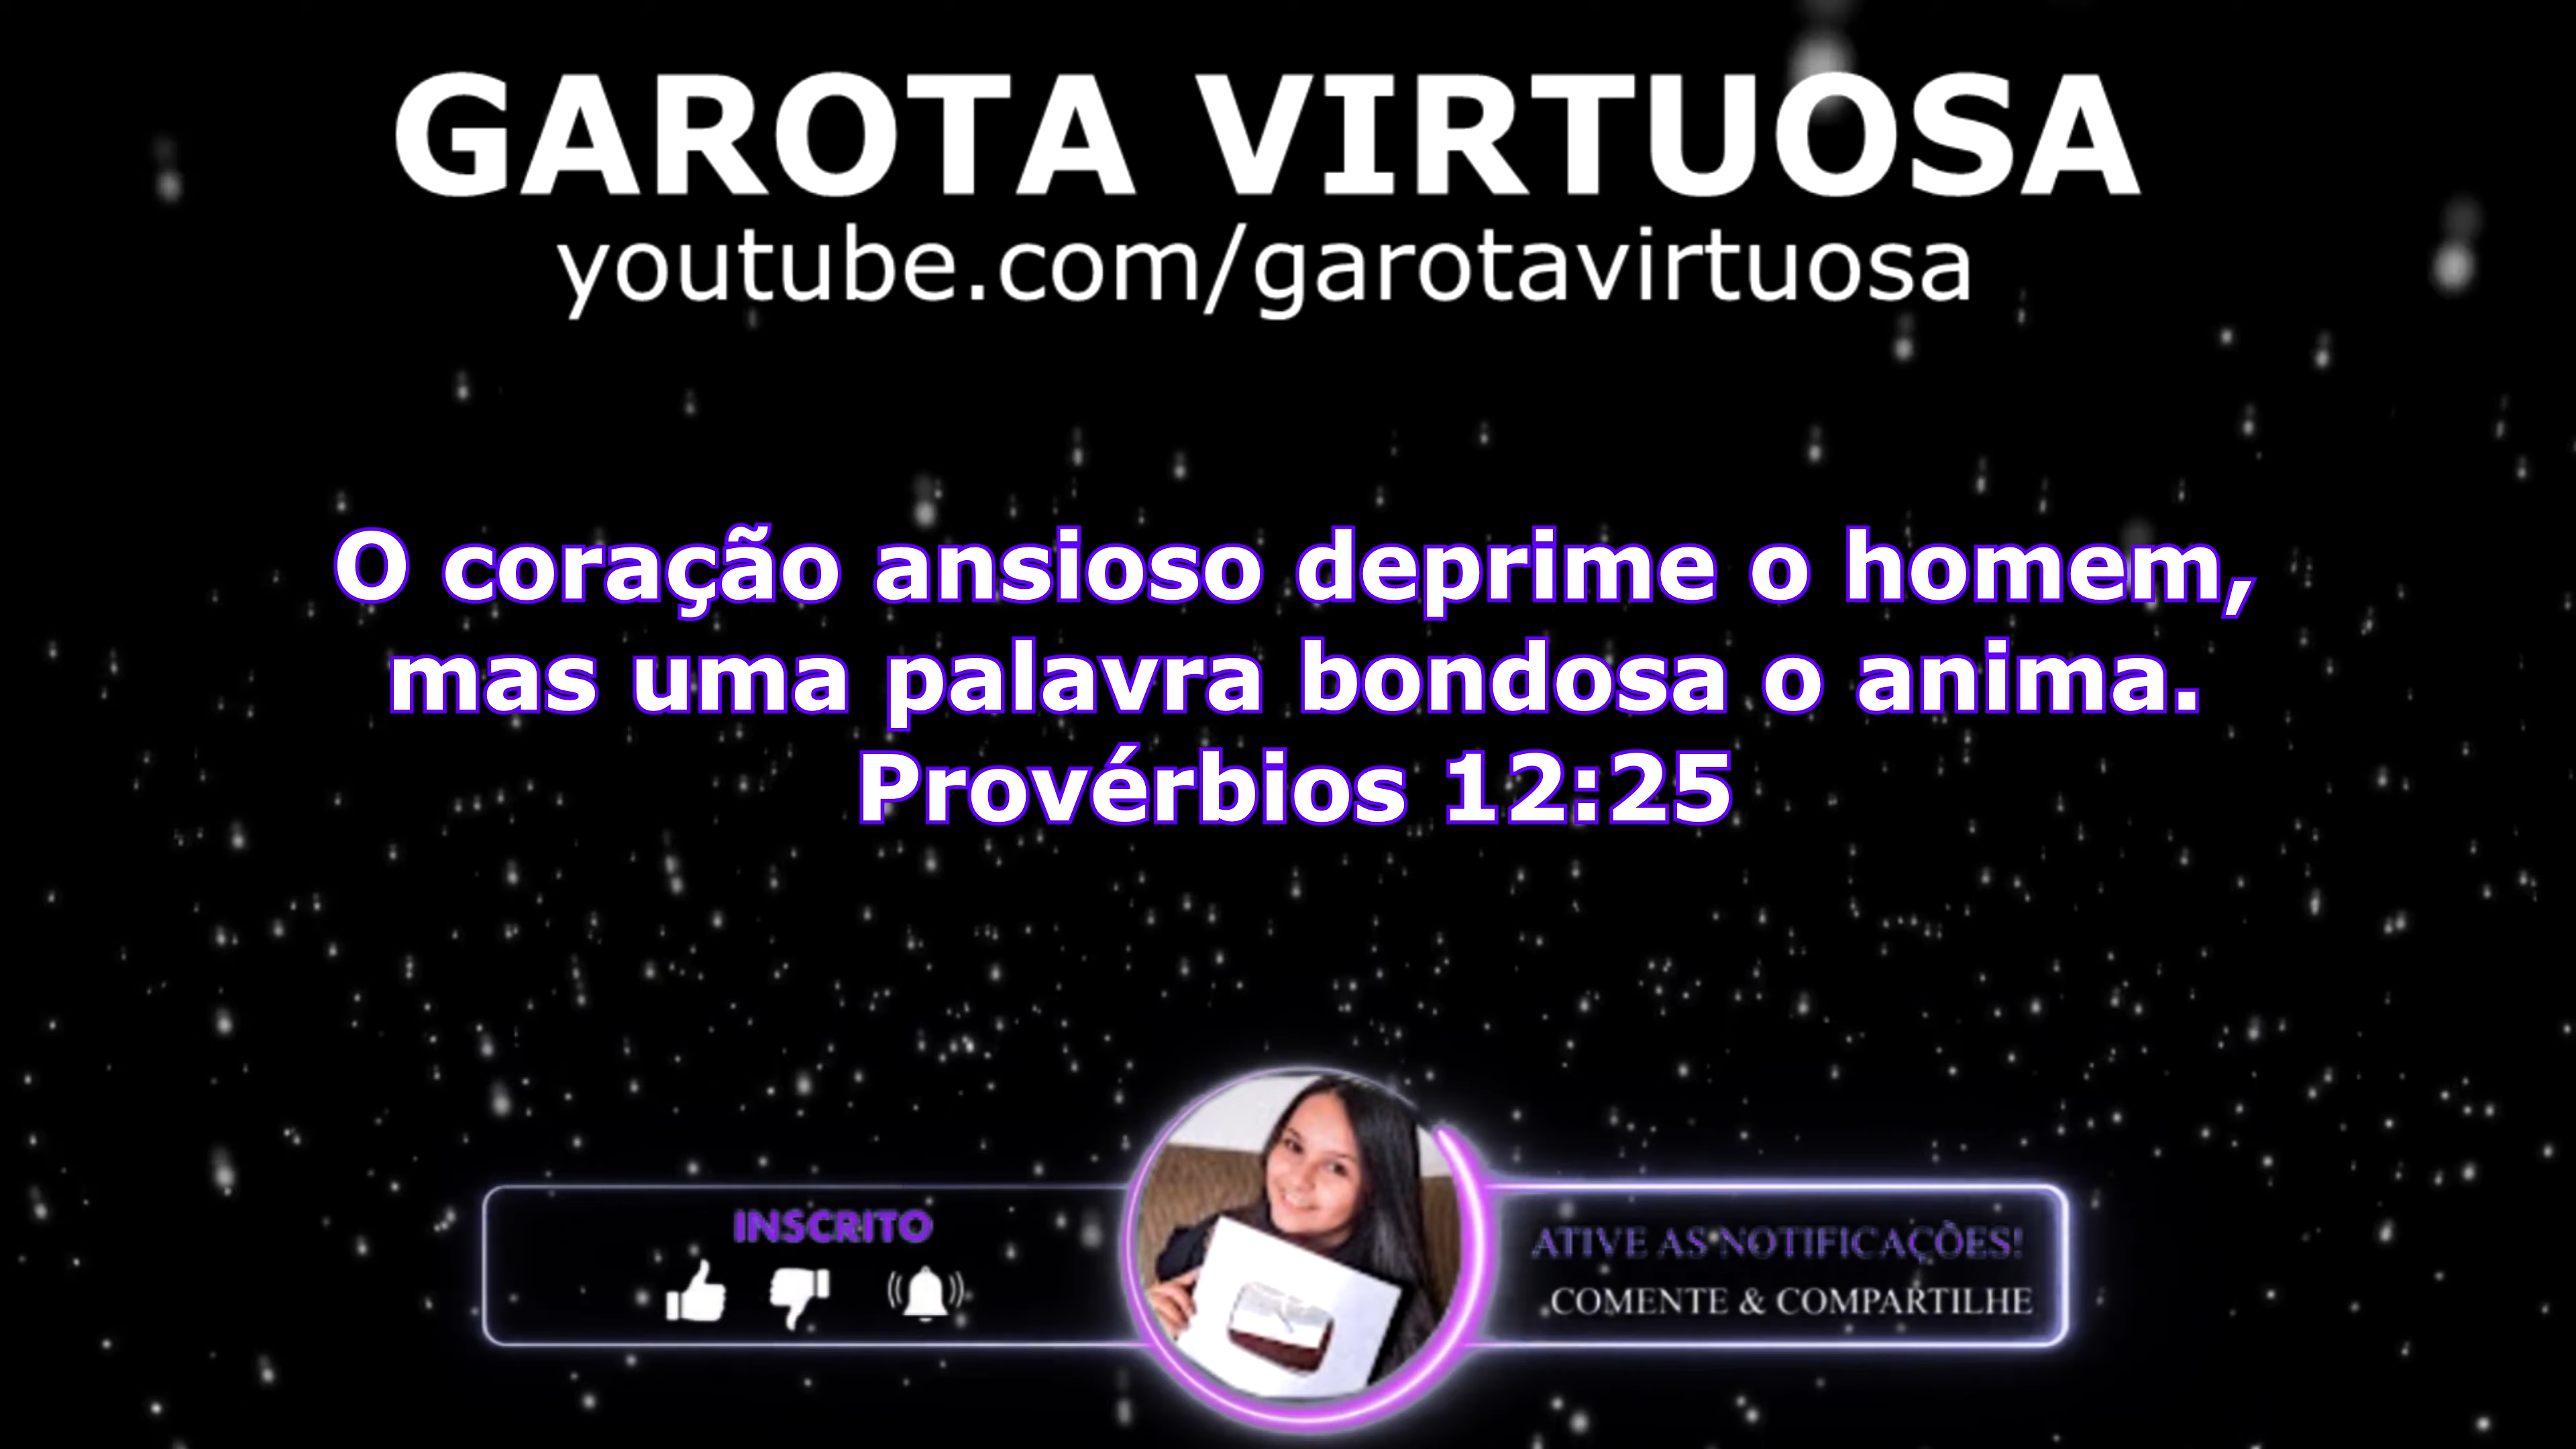 GAROTA VIRTUOSA
youtube.com/garotavirtuosa
O coração ansioso deprime o homem,
mas uma palavra bondosa o anima.
Provérbios 12:25
INSCRITO
ATIVE AS NOTIFICAÇÕES!
COMENTE & COMPARTILHE